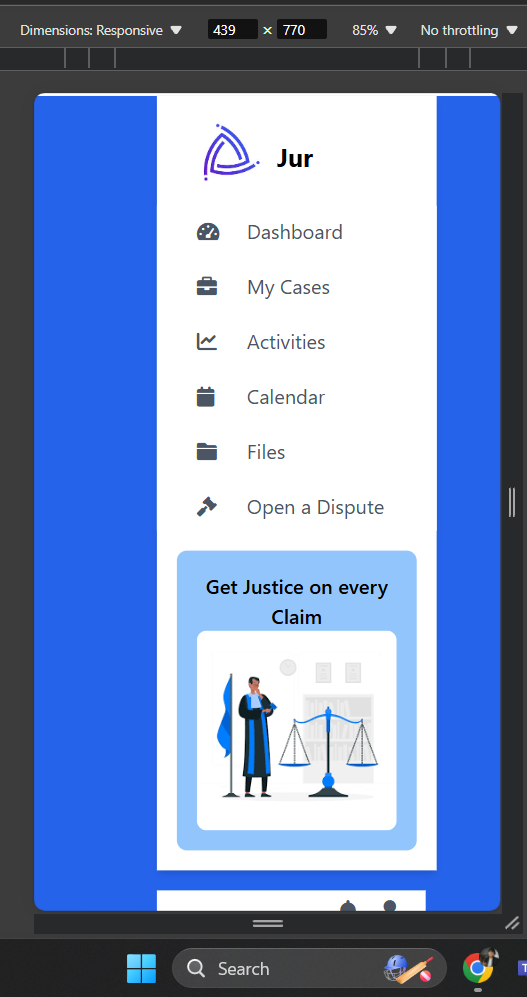 Dimensions: Responsive ▼ 439 × 770 85% ▼ No throttling ▼
Jur
Dashboard
My Cases
Activities
Calendar
Files
Open a Dispute
Get Justice on every
Claim
Search